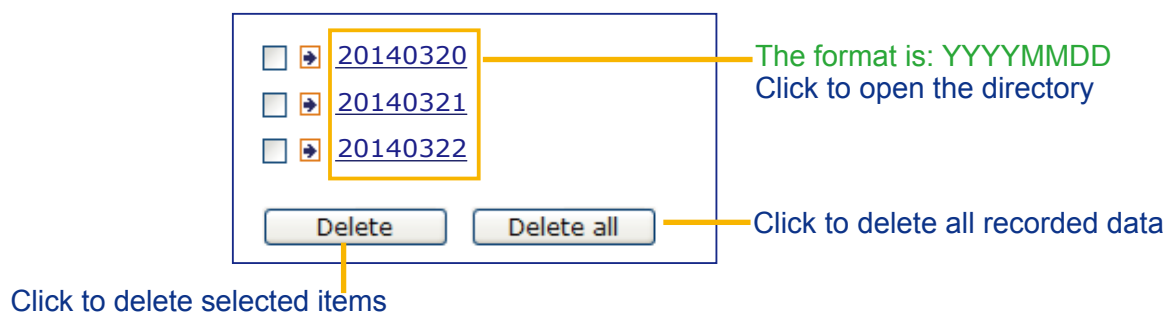 20140320
The format is: YYYYMMDD
Click to open the directory
20140321
20140322
Delete
Delete all
Click to delete all recorded data
Click to delete selected items